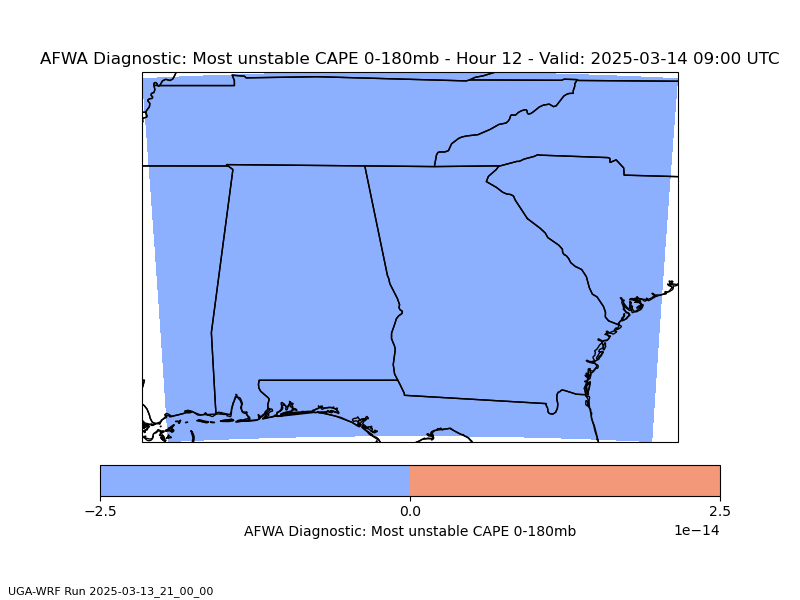 AFWA Diagnostic: Most unstable CAPE 0-180mb - Hour 12 - Valid: 2025-03-14 09:00 UTC
−2.5 0.0 2.5
1e−14
AFWA Diagnostic: Most unstable CAPE 0-180mb
UGA-WRF Run 2025-03-13_21_00_00